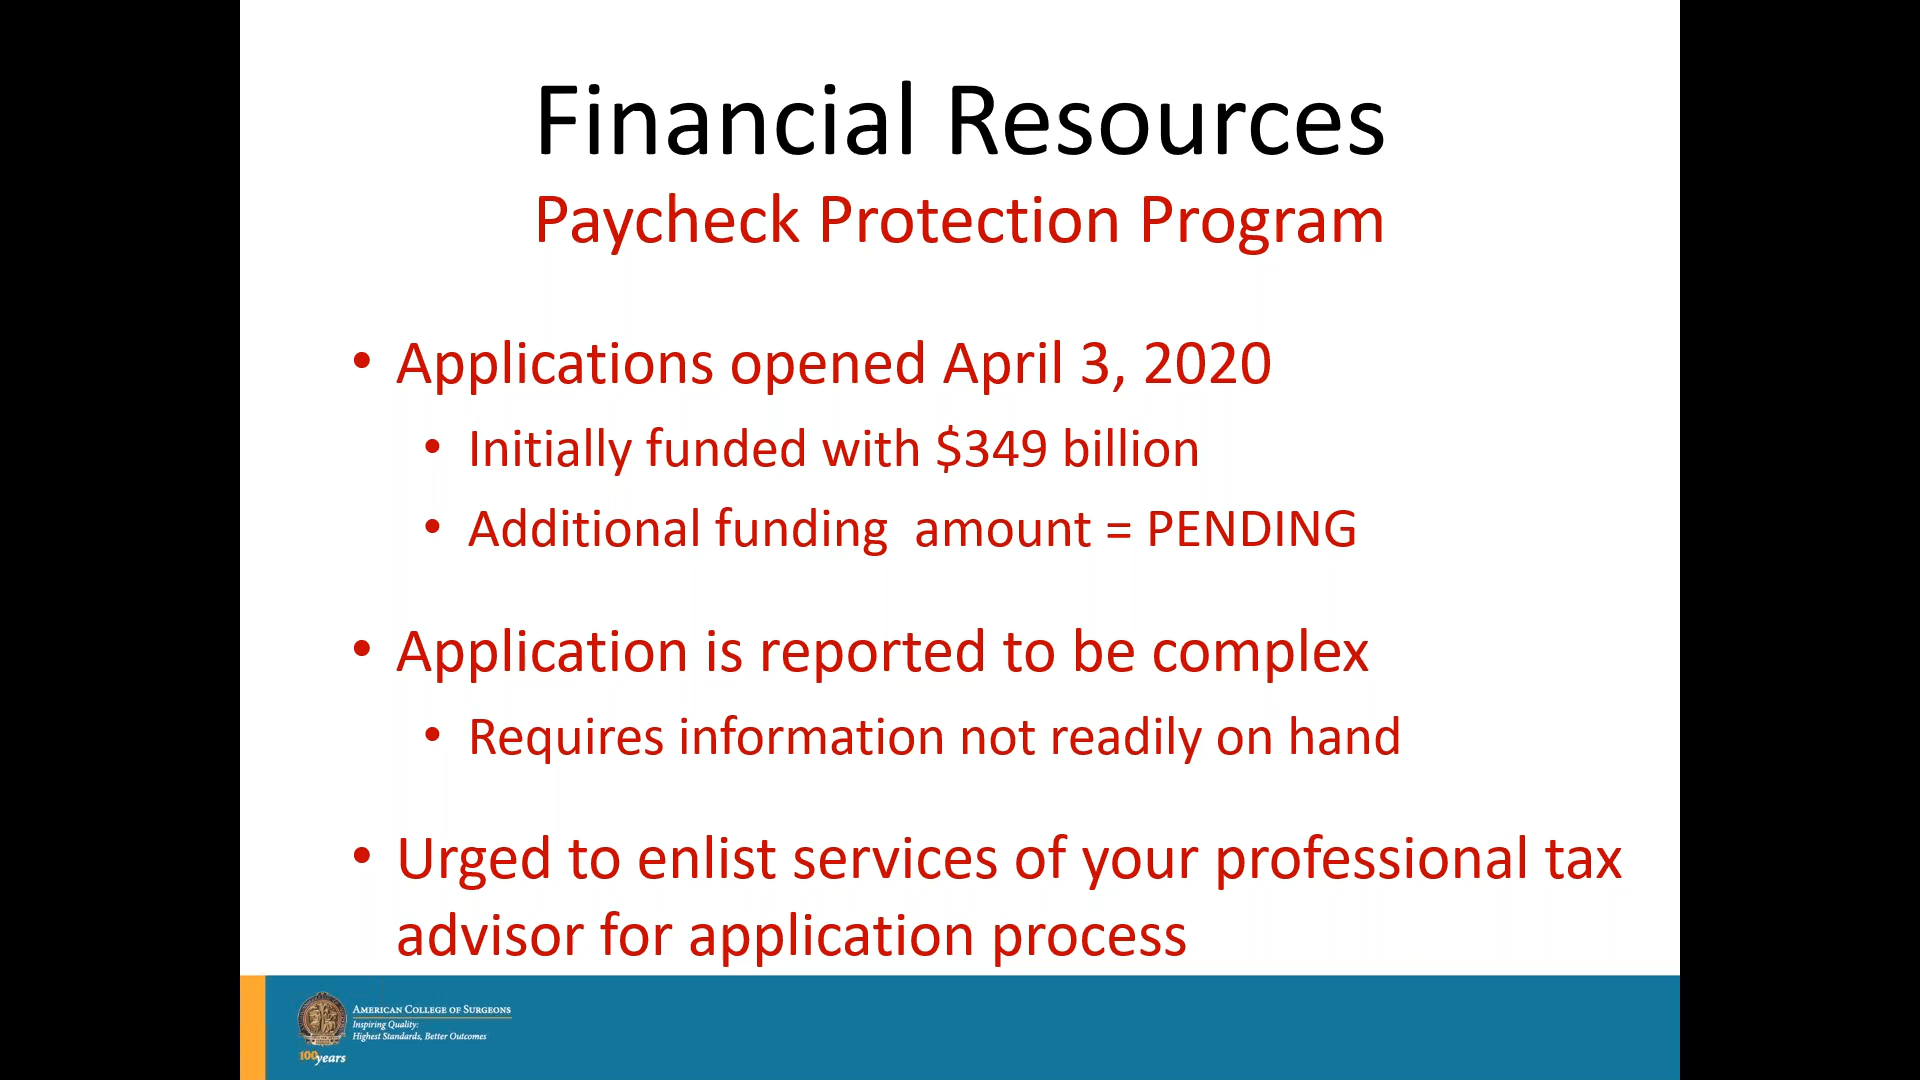 Financial Resources
Paycheck Protection Program
• Applications opened April 3, 2020
• Initially funded with $349 billion
• Additional funding  amount = PENDING
• Application is reported to be complex
• Requires information not readily on hand
• Urged to enlist services of your professional tax
advisor for application process
AMERICAN COLLEGE OF SURGEONS
Inspiring Quality:
Highest Standards, Better Outcomes
100years